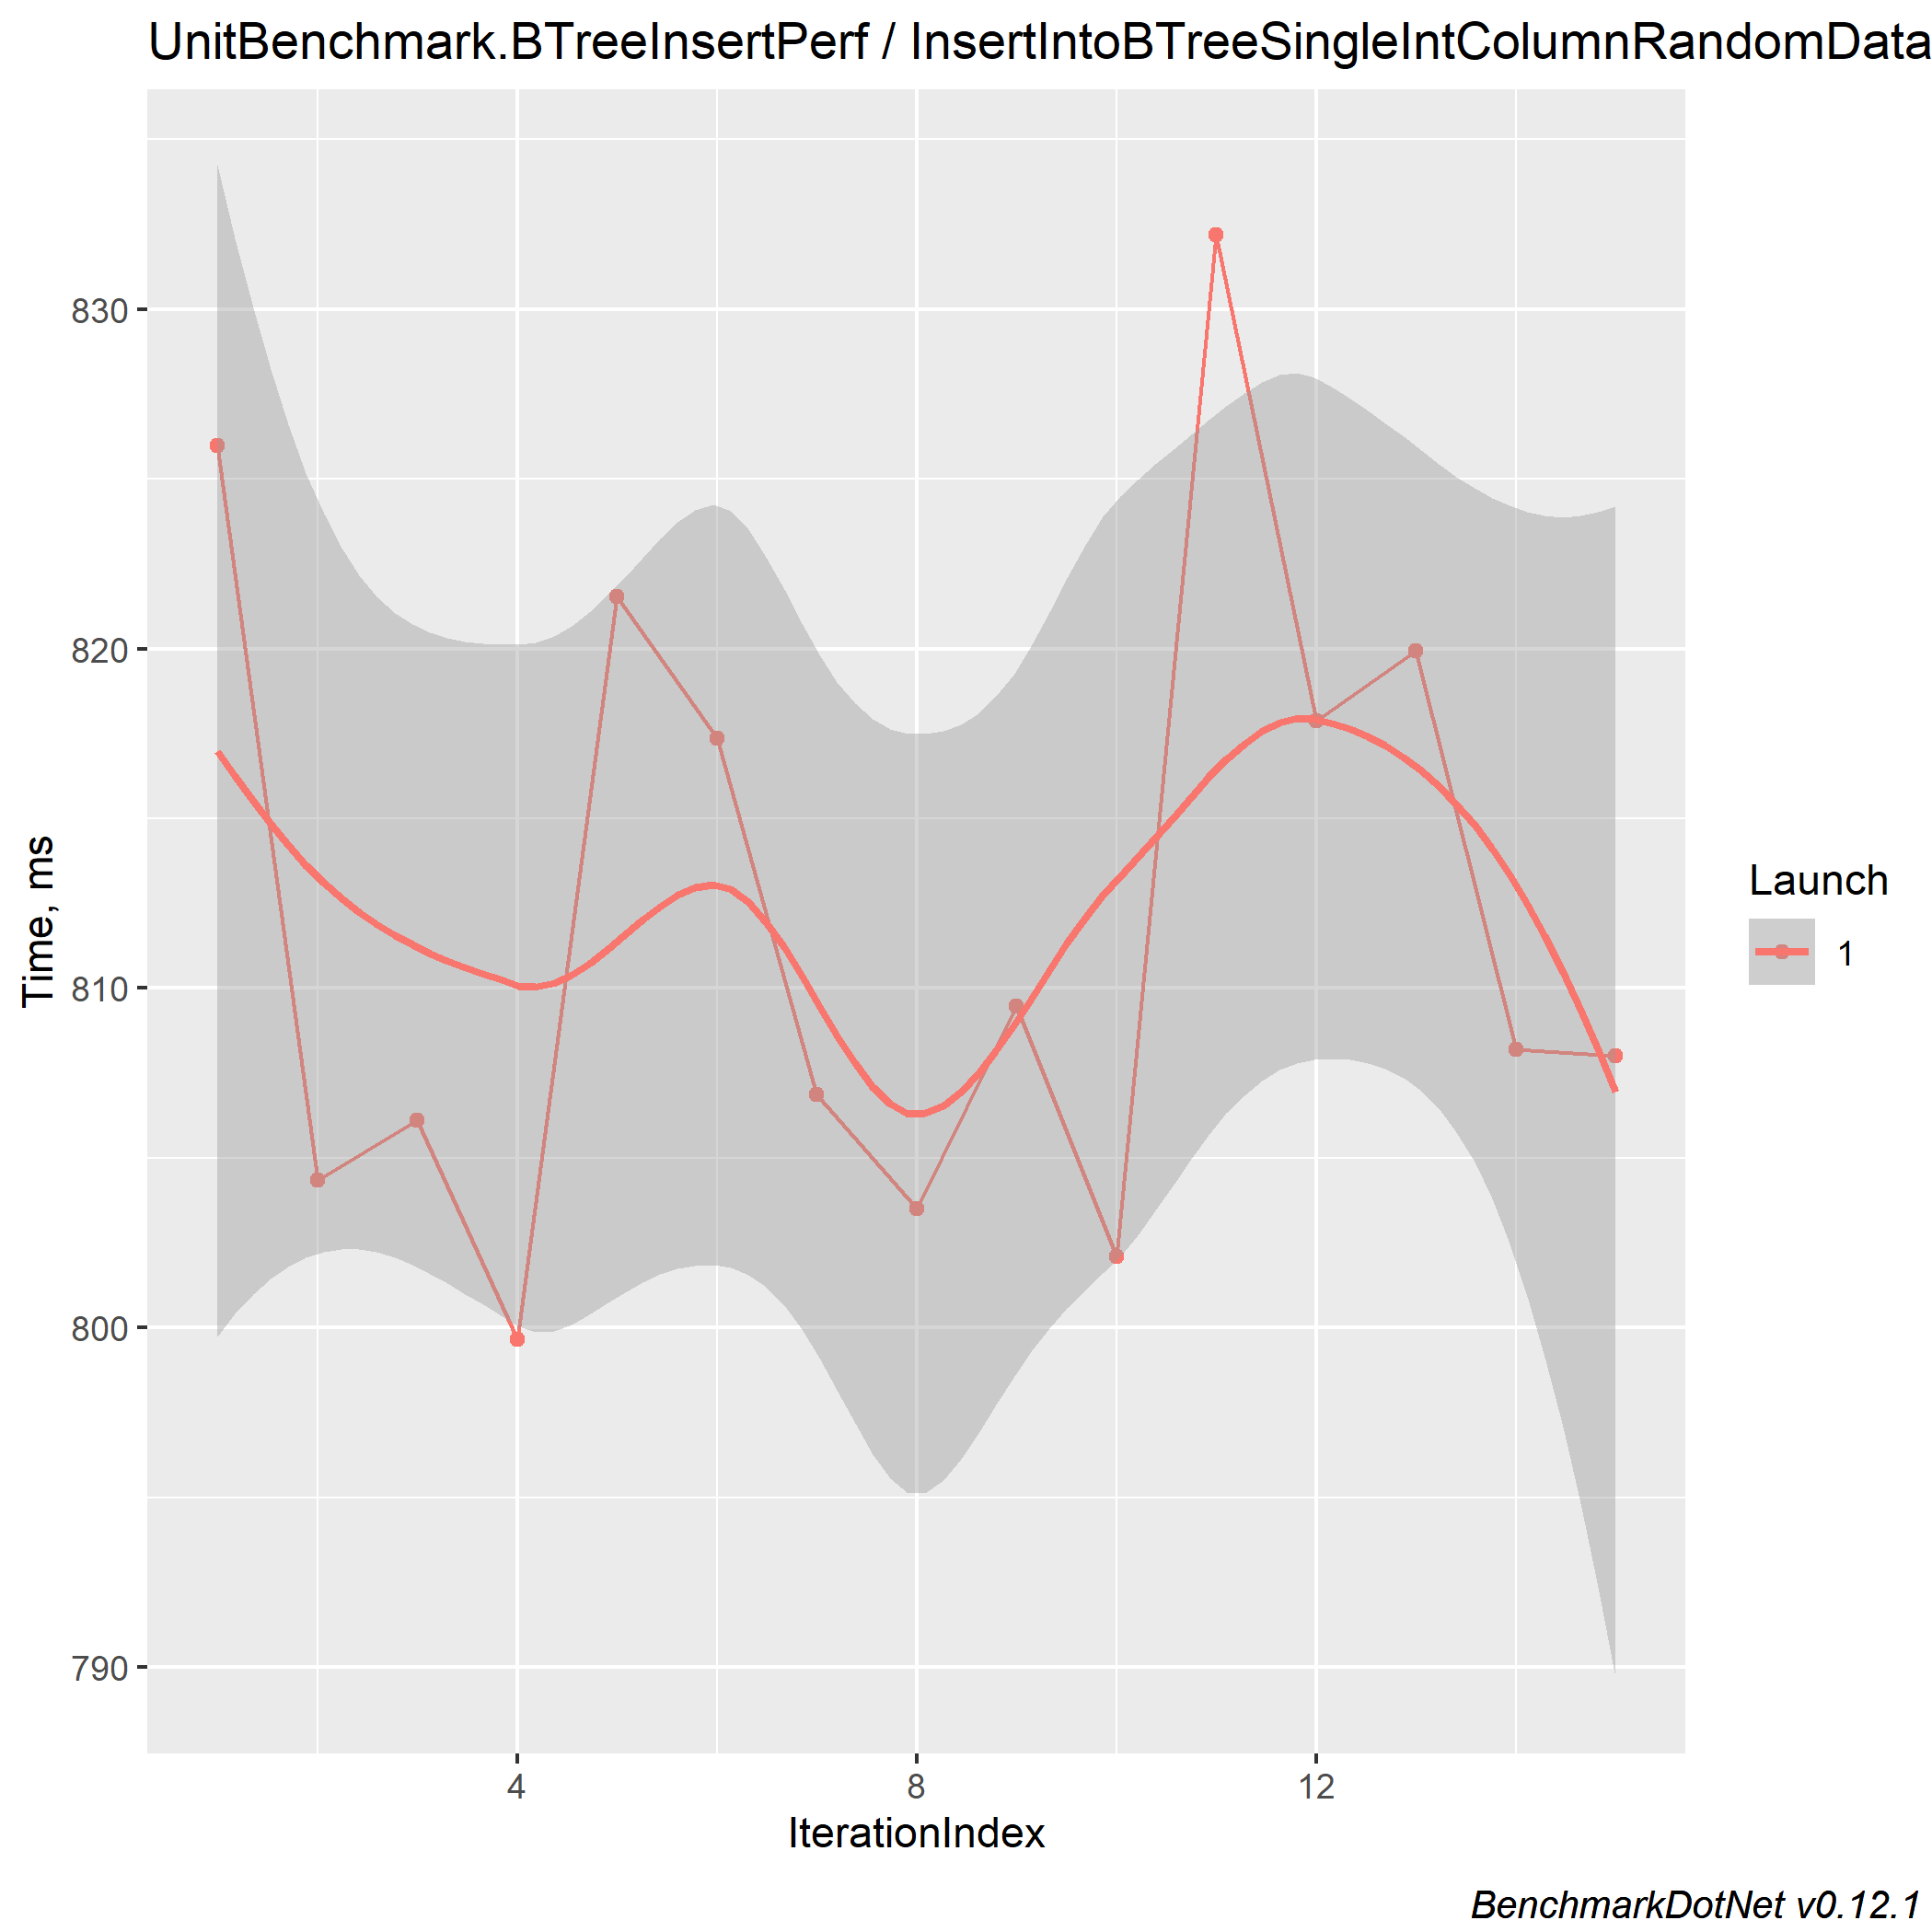 UnitBenchmark.BTreeInsertPerf / InsertIntoBTreeSingleIntColumnRandomData
830
820
810
800
790
Time, ms
4
8
12
IterationIndex
Launch
1
BenchmarkDotNet v0.12.1